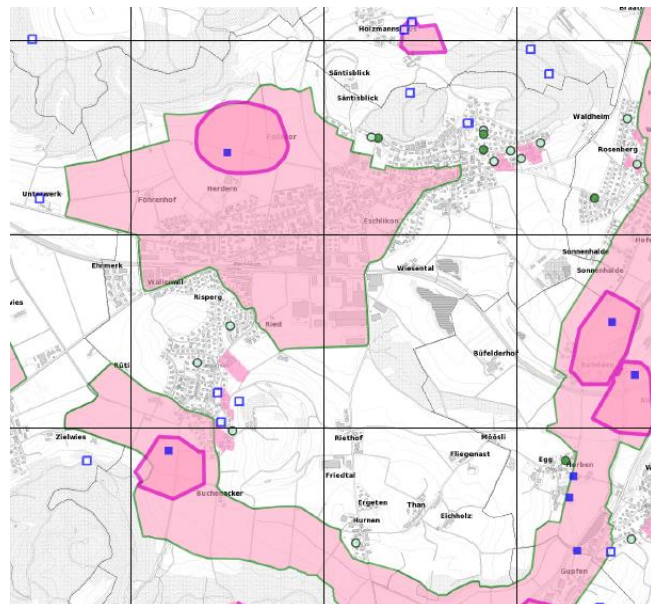 Holzmanns
Säntisblick
Säntisblick
Waldheim
Rosenberg
Unterwerk
Föhrenhof
Herdern
Eschlikon
Ehrmerk
Wallenwil
Risperg
Ried
Wiesental
Büfelderhof
Sonnenhalde
Sonnenhalde
Rüti
Zielwies
Buchenacker
Riethof
Friedtal
Ergeten
Hurnen
Than
Eichholz
Fliegenast
Möösli
Egg
Horben
Gupfen